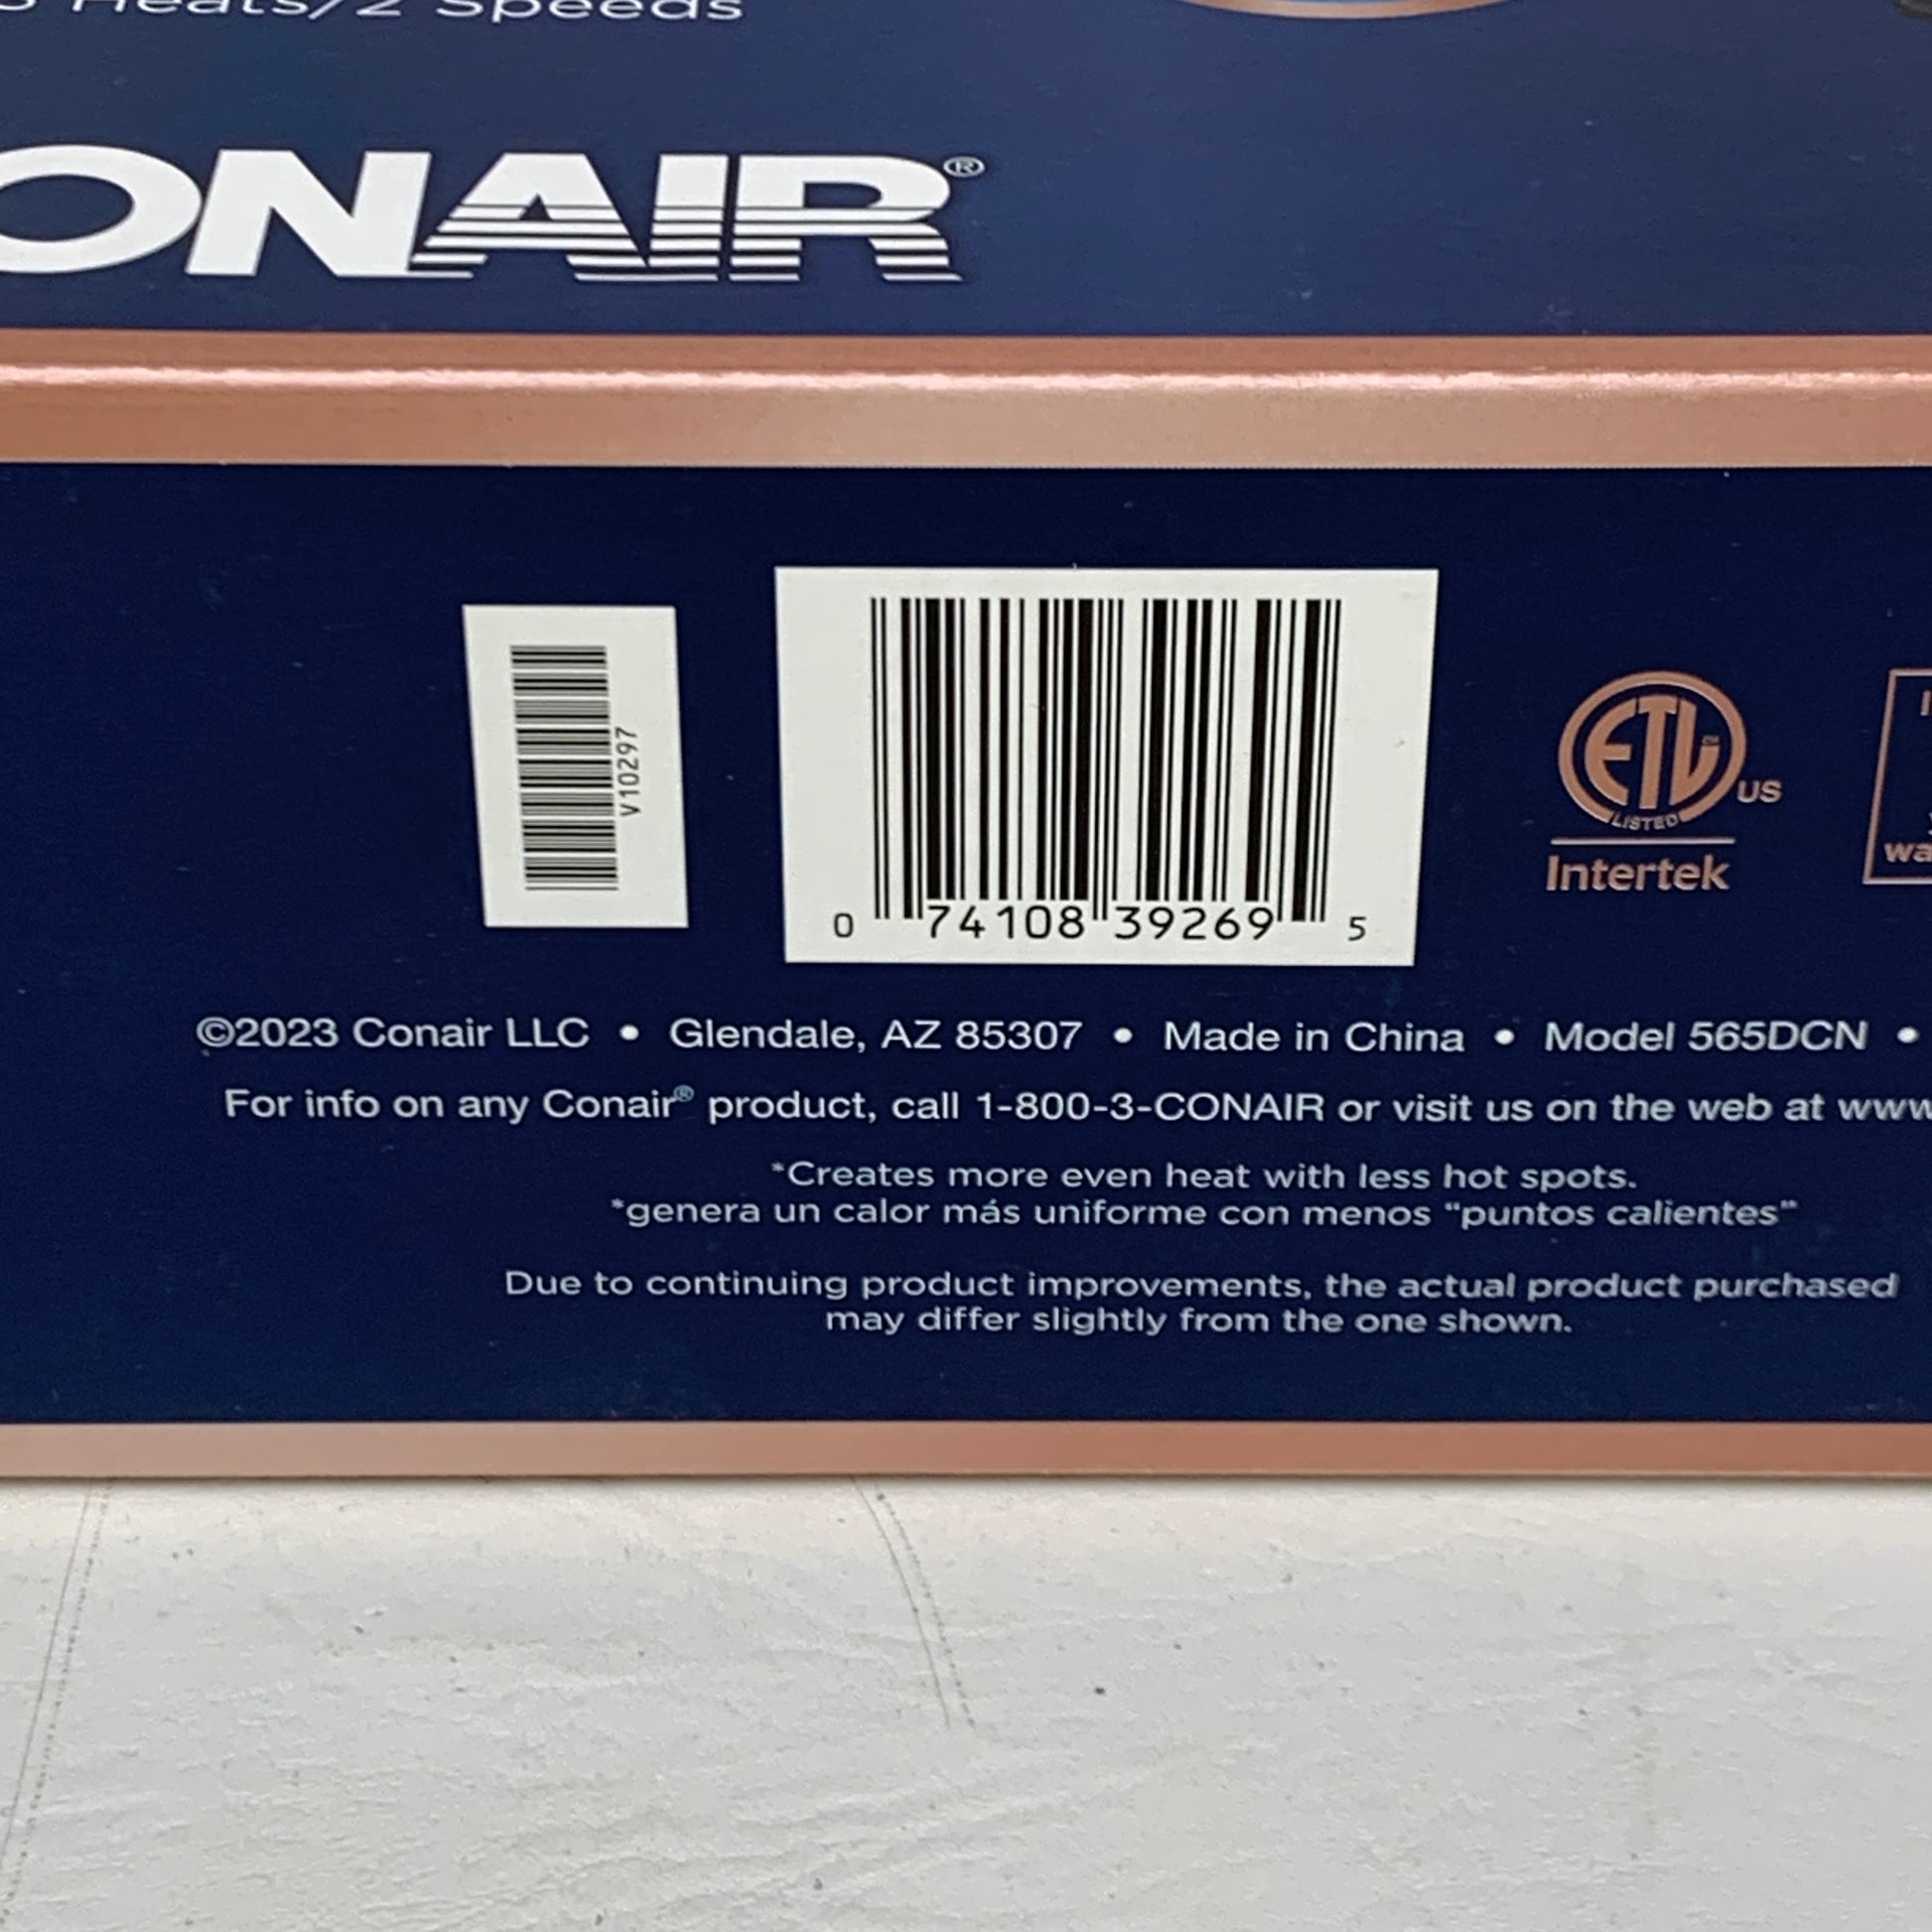 3 Heats/2 Speeds
ONAIR®
V10297
0 74108 39269 5
ETL CM US
LISTED
Intertek
©2023 Conair LLC • Glendale, AZ 85307 • Made in China • Model 565DCN •
For info on any Conair® product, call 1-800-3-CONAIR or visit us on the web at www
*Creates more even heat with less hot spots.
*genera un calor más uniforme con menos “puntos calientes”
Due to continuing product improvements, the actual product purchased
may differ slightly from the one shown.